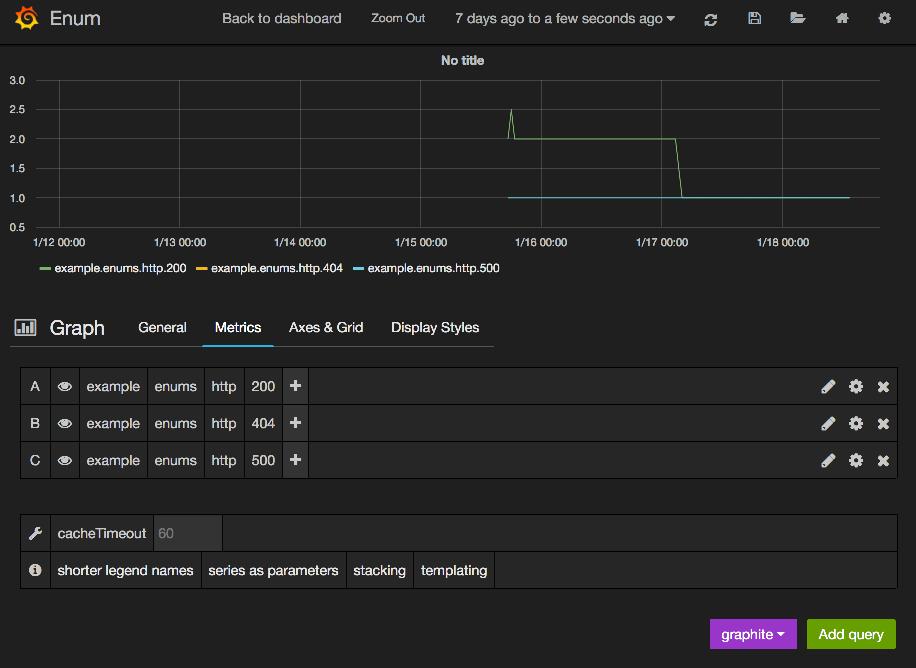 Enum Back to dashboard Zoom Out 7 days ago to a few seconds ago
No title
3.0
2.5
2.0
1.5
1.0
0.5
1/12 00:00 1/13 00:00 1/14 00:00 1/15 00:00 1/16 00:00 1/17 00:00 1/18 00:00
example.enums.http.200 example.enums.http.404 example.enums.http.500
Graph General Metrics Axes & Grid Display Styles
A example enums http 200 +
B example enums http 404 +
C example enums http 500 +
cacheTimeout 60
shorter legend names series as parameters stacking templating
graphite Add query